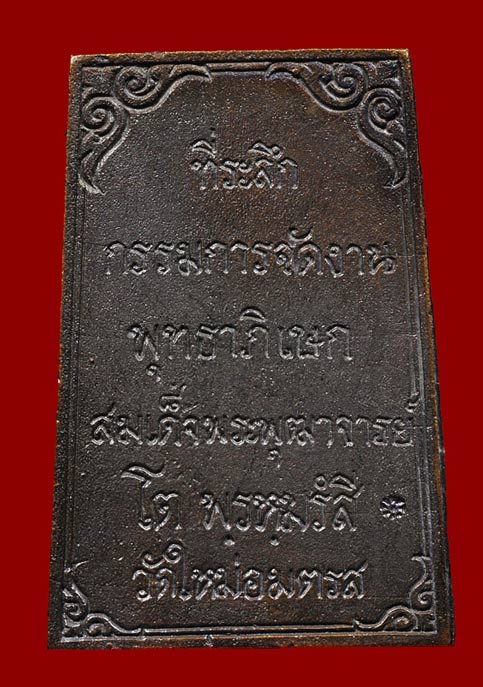 ที่ระลึก
กรรมการจัดงาน
พุทธาภิเษก
สมเด็จพระพุฒาจารย์
โต พฺรหฺมรํสี
วัดใหม่อมตรส